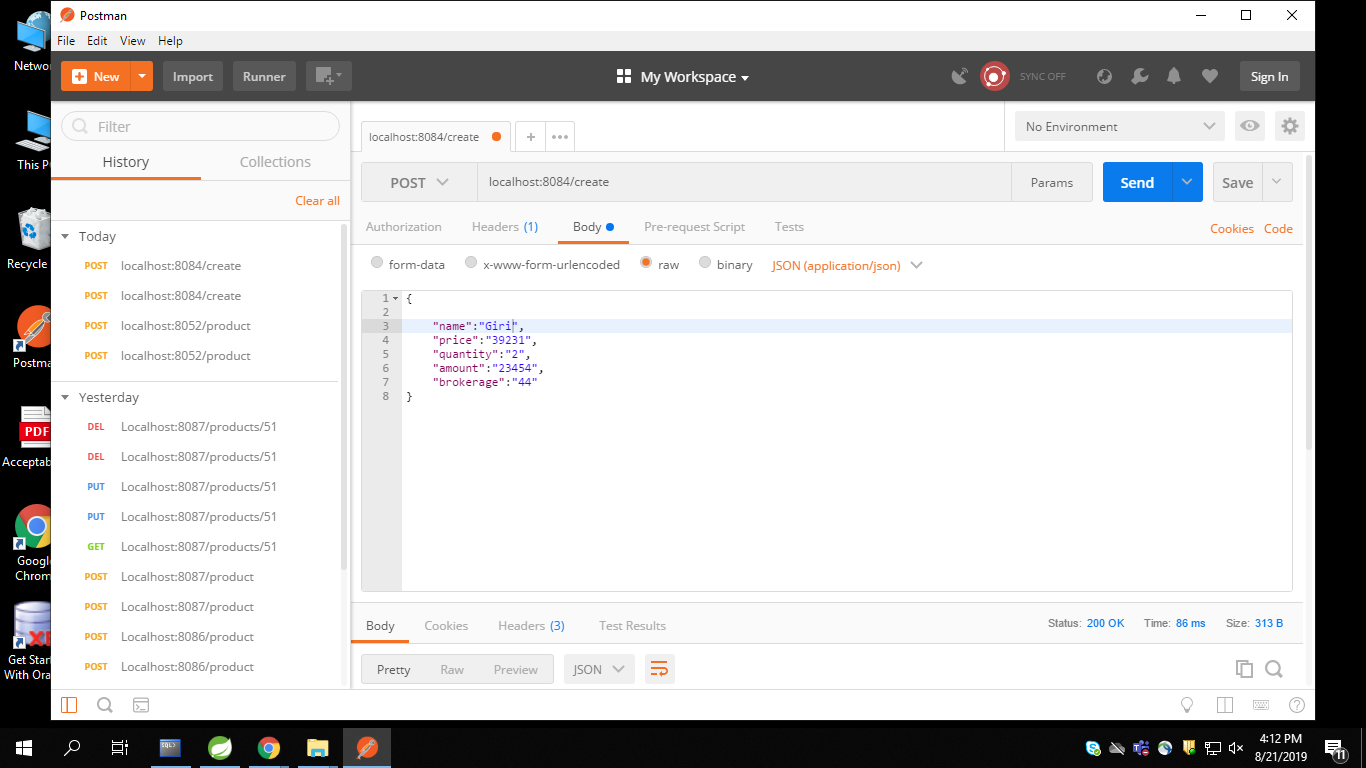 Postman
File Edit View Help
New Import Runner My Workspace SYNC OFF Sign In
Filter
History Collections
Clear all
Today
POST localhost:8084/create
POST localhost:8084/create
POST localhost:8052/product
POST localhost:8052/product
Yesterday
DEL Localhost:8087/products/51
DEL Localhost:8087/products/51
PUT Localhost:8087/products/51
PUT Localhost:8087/products/51
GET Localhost:8087/products/51
POST Localhost:8087/product
POST Localhost:8087/product
POST Localhost:8086/product
POST Localhost:8086/product
localhost:8084/create
No Environment
POST localhost:8084/create Params Send Save
Authorization Headers (1) Body Pre-request Script Tests Cookies Code
form-data x-www-form-urlencoded raw binary JSON (application/json)
1 {
2
3 "name":"Giri",
4 "price":"39231",
5 "quantity":"2",
6 "amount":"23454",
7 "brokerage":"44"
8 }
Body Cookies Headers (3) Test Results Status: 200 OK Time: 86 ms Size: 313 B
Pretty Raw Preview JSON
Netwo
This P
Recycle
Postma
PDF
Acceptab
Google
Chrom
Get Star
With Ora
SQL>
4:12 PM
8/21/2019
11